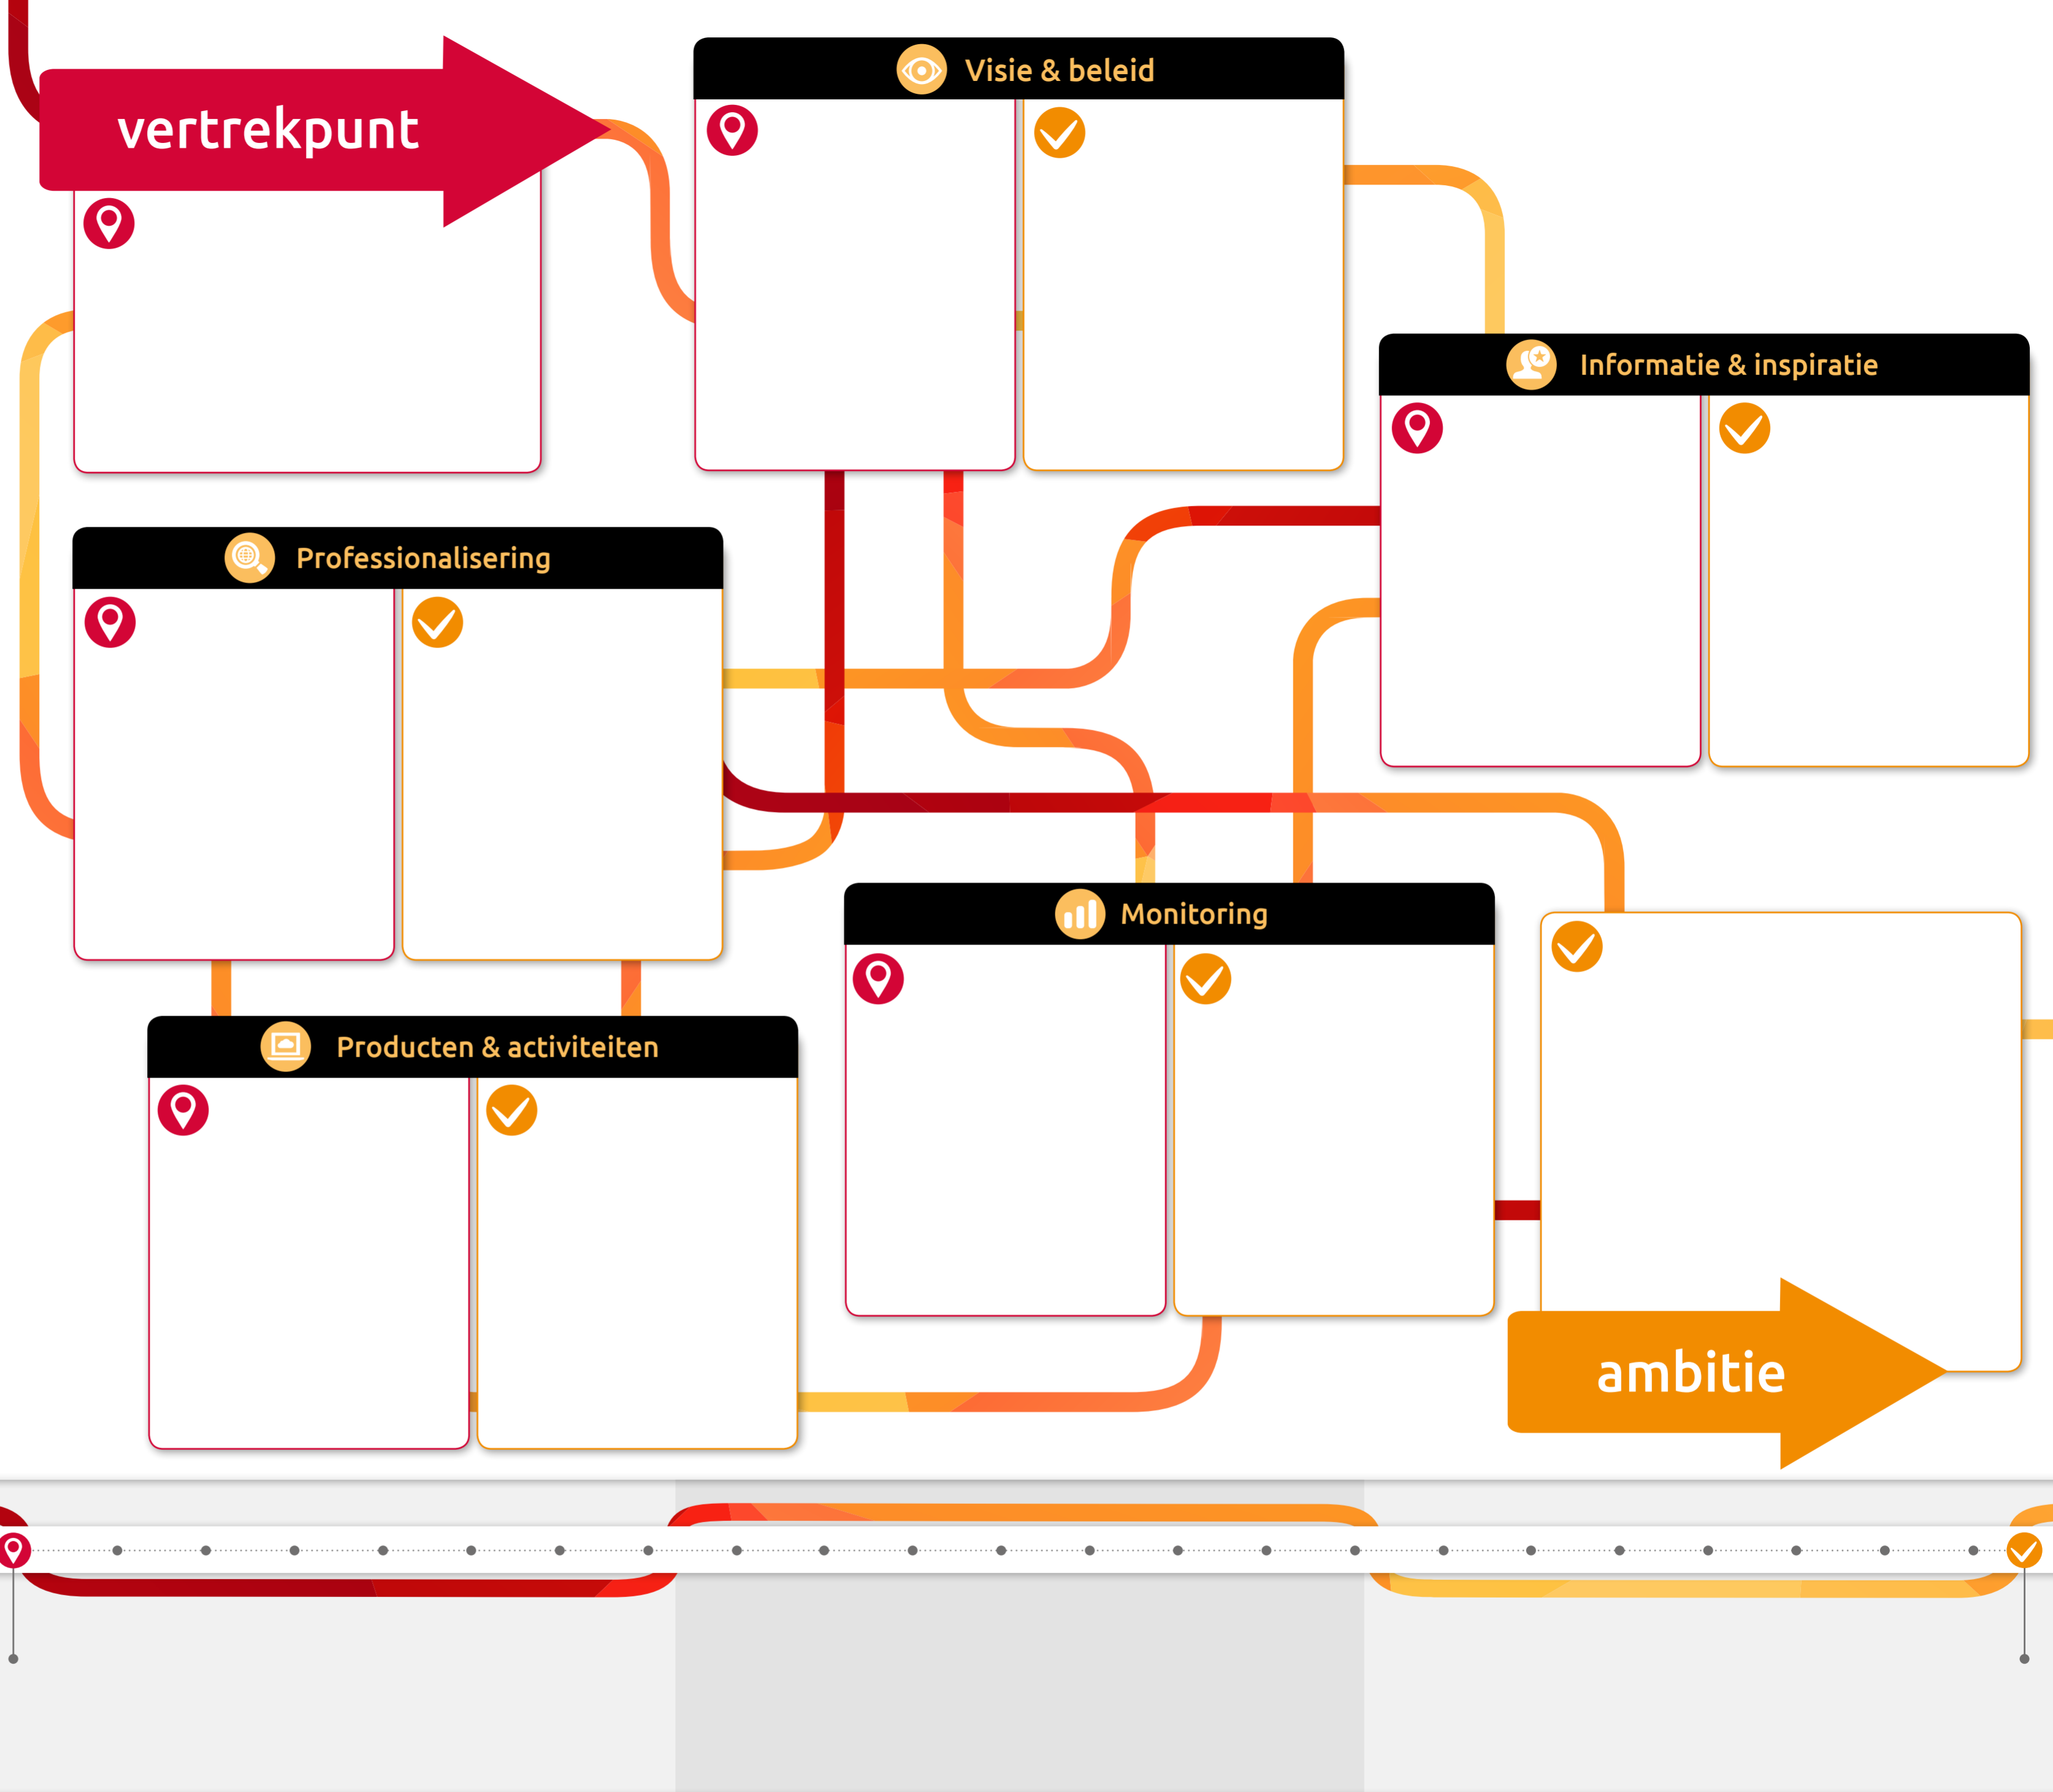 vertrekpunt
Visie & beleid
Informatie & inspiratie
Professionalisering
Monitoring
Producten & activiteiten
ambitie